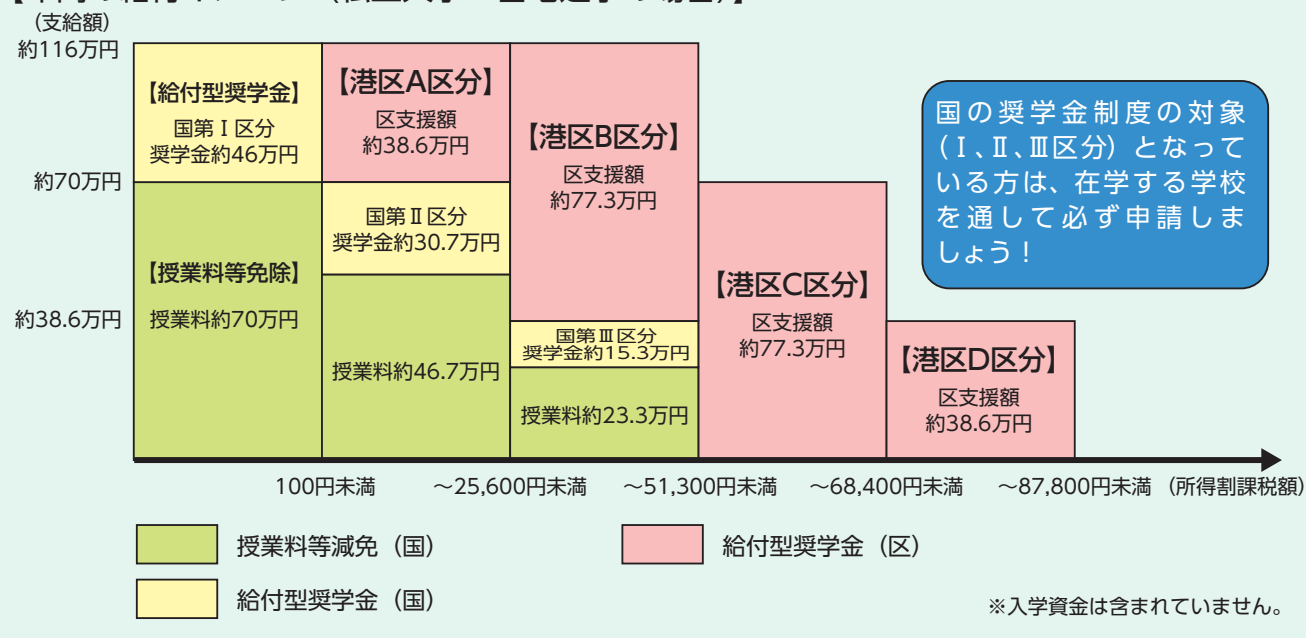 (支給額)
約116万円
約70万円
約38.6万円
【給付型奨学金】
国第Ⅰ区分
奨学金約46万円
【授業料等免除】
授業料約70万円
【港区A区分】
区支援額
約38.6万円
国第Ⅱ区分
奨学金約30.7万円
授業料約46.7万円
【港区B区分】
区支援額
約77.3万円
国第Ⅲ区分
奨学金約15.3万円
授業料約23.3万円
【港区C区分】
区支援額
約77.3万円
【港区D区分】
区支援額
約38.6万円
国の奨学金制度の対象
(Ⅰ、Ⅱ、Ⅲ区分)となって
いる方は、在学する学校
を通して必ず申請しま
しょう!
100円未満 ～25,600円未満 ～51,300円未満 ～68,400円未満 ～87,800円未満 (所得割課税額)
授業料等減免(国)
給付型奨学金(区)
給付型奨学金(国)
※入学資金は含まれていません。